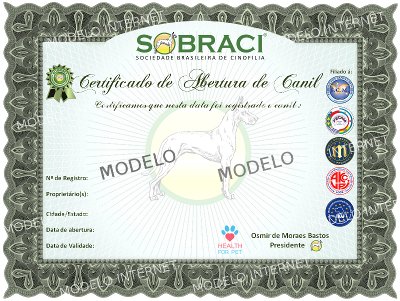 SOBRACI
SOCIEDADE BRASILEIRA DE CINOFILIA
Filiado à:
Certificado de Abertura de Canil
Certificamos que nesta data foi registrado o canil :
MODELO
MODELO
Nº de Registro:
Proprietário(s):
Cidade/Estado:
Data de abertura:
Data de Validade:
HEALTH
FOR PET
Osmir de Moraes Bastos
Presidente
MODELO INTERNET
MODELO INTERNET
MODELO INTERNET